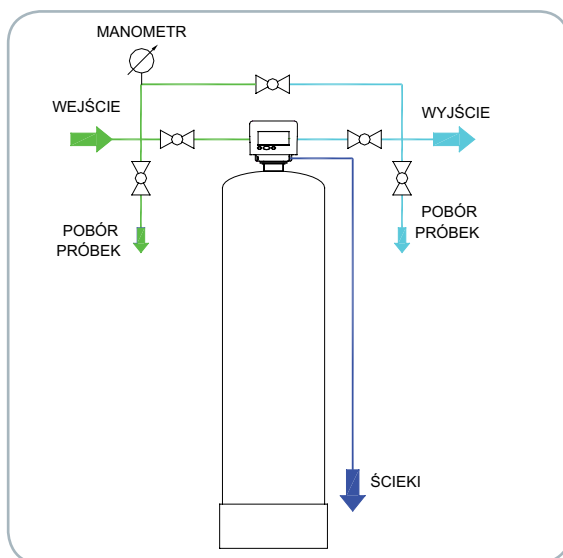 MANOMETR
WEJŚCIE
WYJŚCIE
POBÓR
PRÓBEK
POBÓR
PRÓBEK
ŚCIEKI